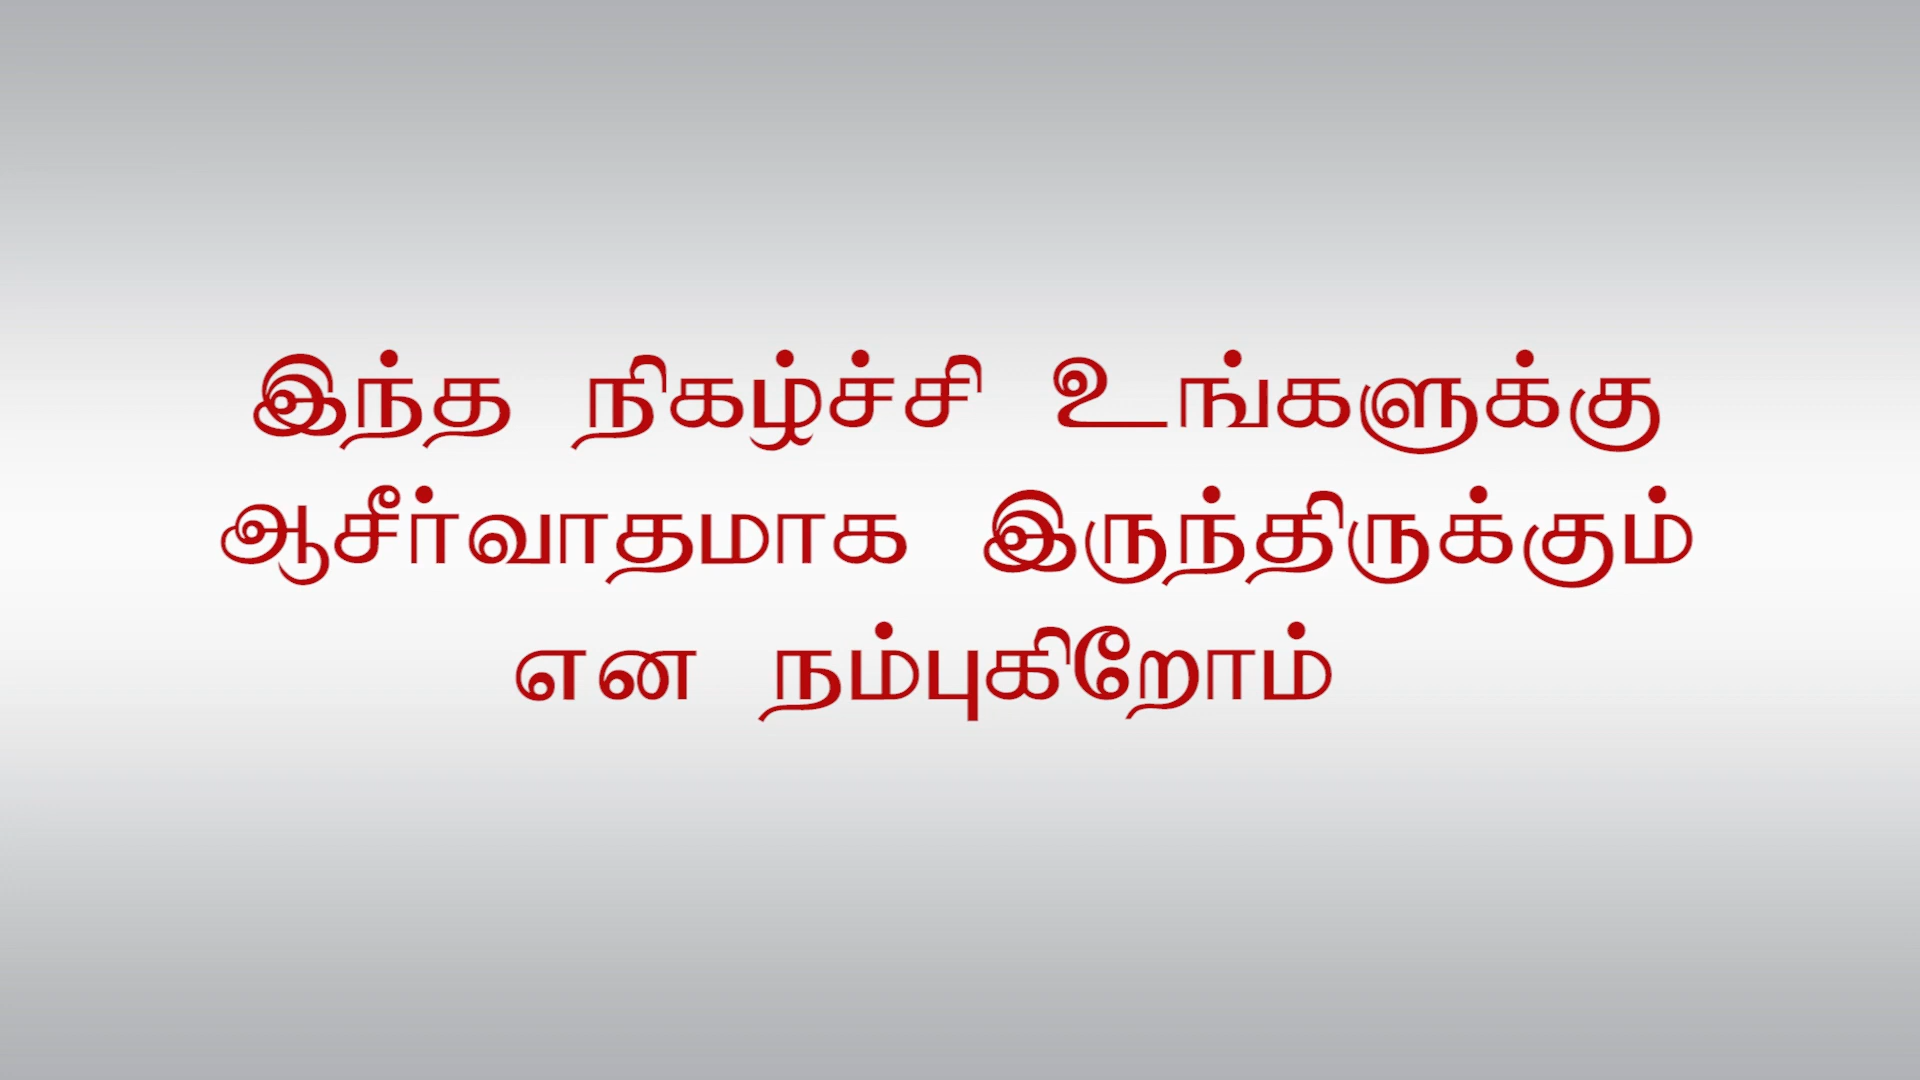 இந்த நிகழ்ச்சி உங்களுக்கு
ஆசீர்வாதமாக இருந்திருக்கும்
என நம்புகிறோம்